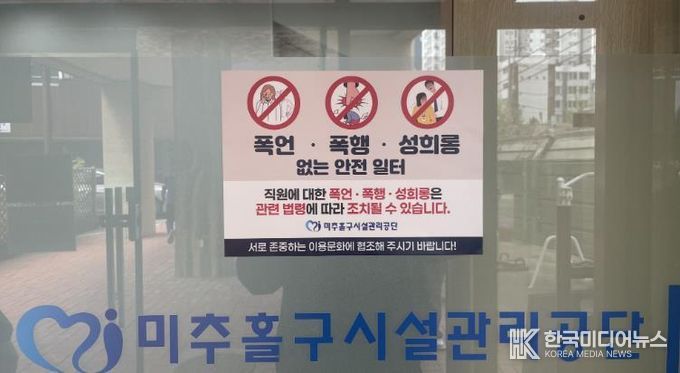 폭언 · 폭행 · 성희롱
없는 안전 일터
직원에 대한 폭언 · 폭행 · 성희롱은
관련 법령에 따라 조치될 수 있습니다.
미추홀구시설관리공단
서로 존중하는 이용문화에 협조해 주시기 바랍니다!
미추홀구시설관리공단
한국미디어뉴스
KOREA MEDIA NEWS